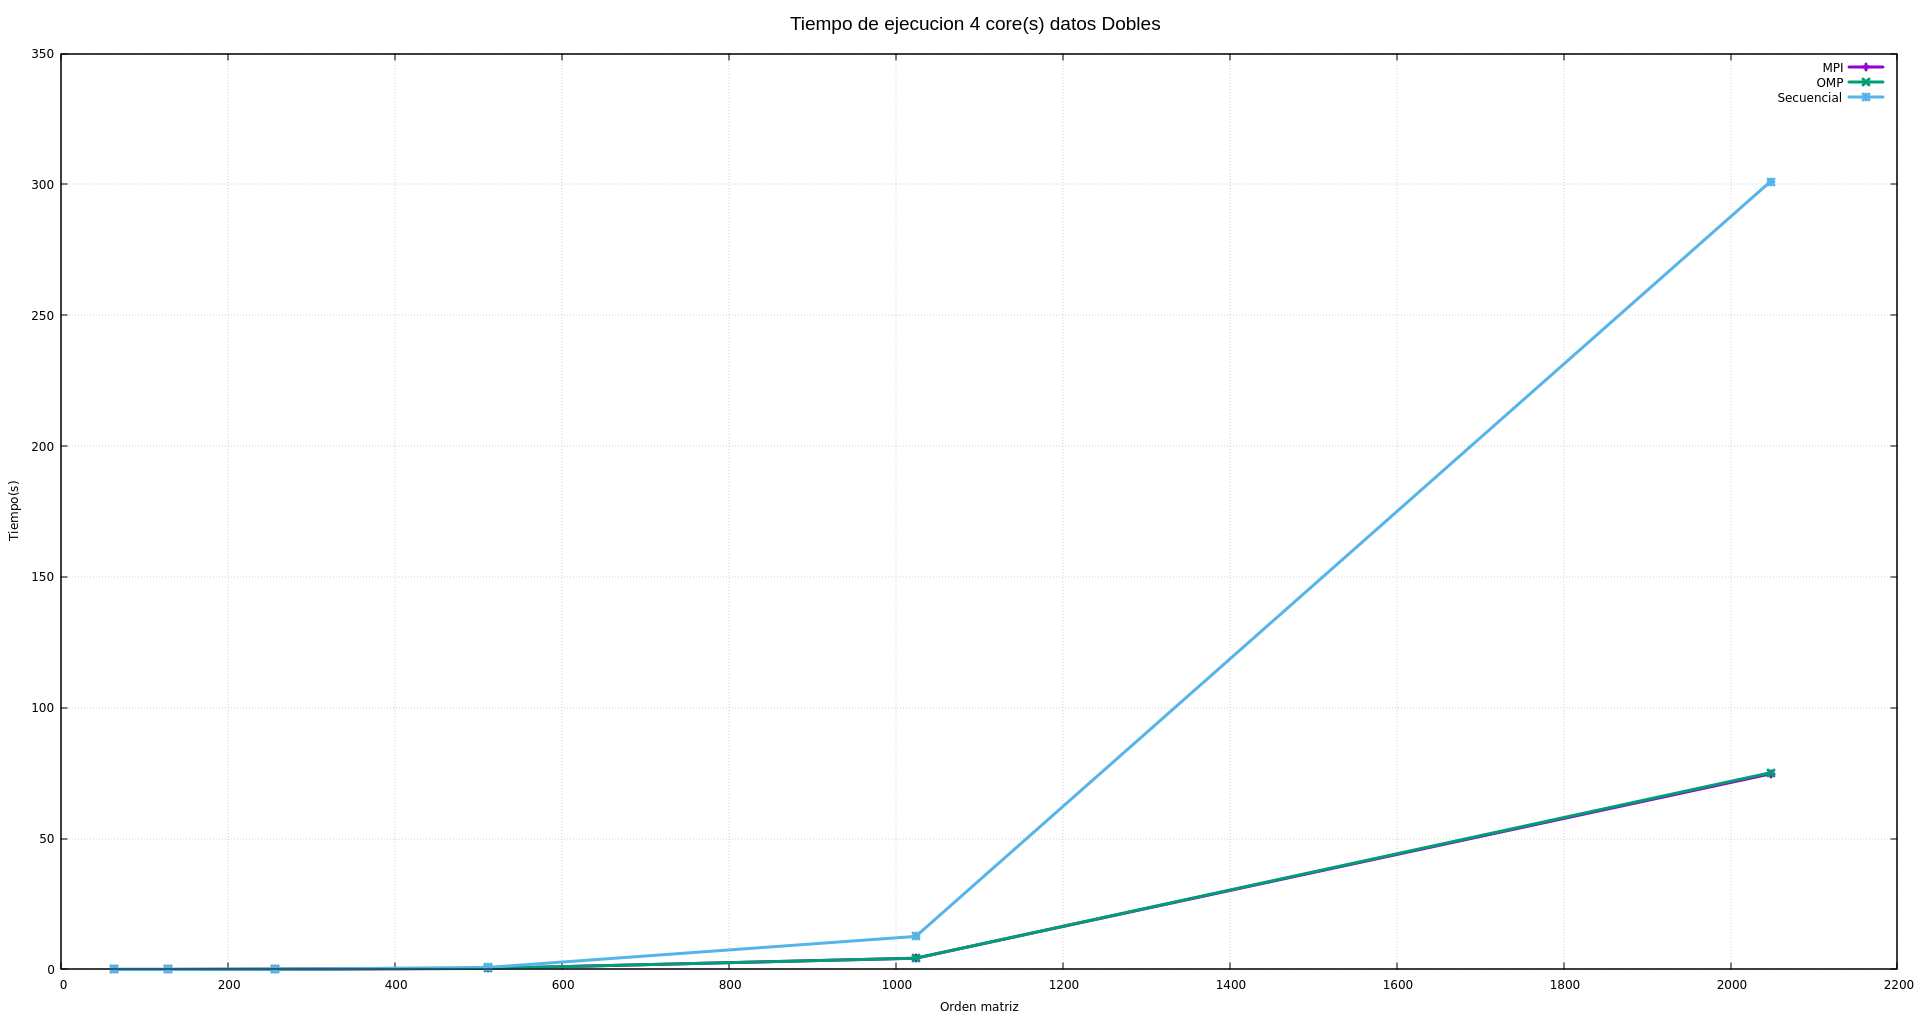 Tiempo de ejecucion 4 core(s) datos Dobles
MPI
OMP
Secuencial
350
300
250
200
150
100
50
0
Tiempo(s)
0 200 400 600 800 1000 1200 1400 1600 1800 2000 2200
Orden matriz